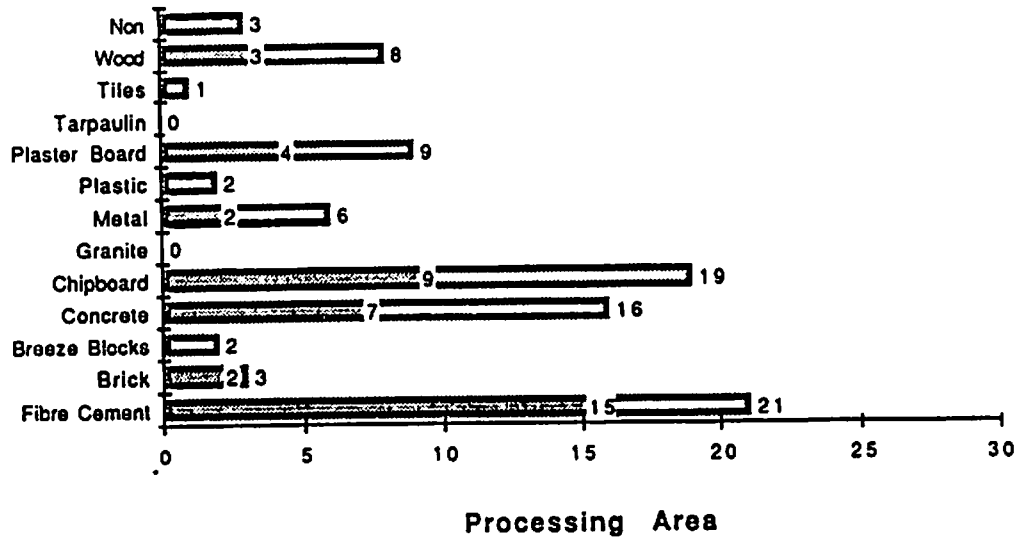 Non 3
Wood 3 8
Tiles 1
Tarpaulin 0
Plaster Board 4 9
Plastic 2
Metal 2 6
Granite 0
Chipboard 9 19
Concrete 7 16
Breeze Blocks 2
Brick 2 3
Fibre Cement 15 21
0 5 10 15 20 25 30
Processing Area